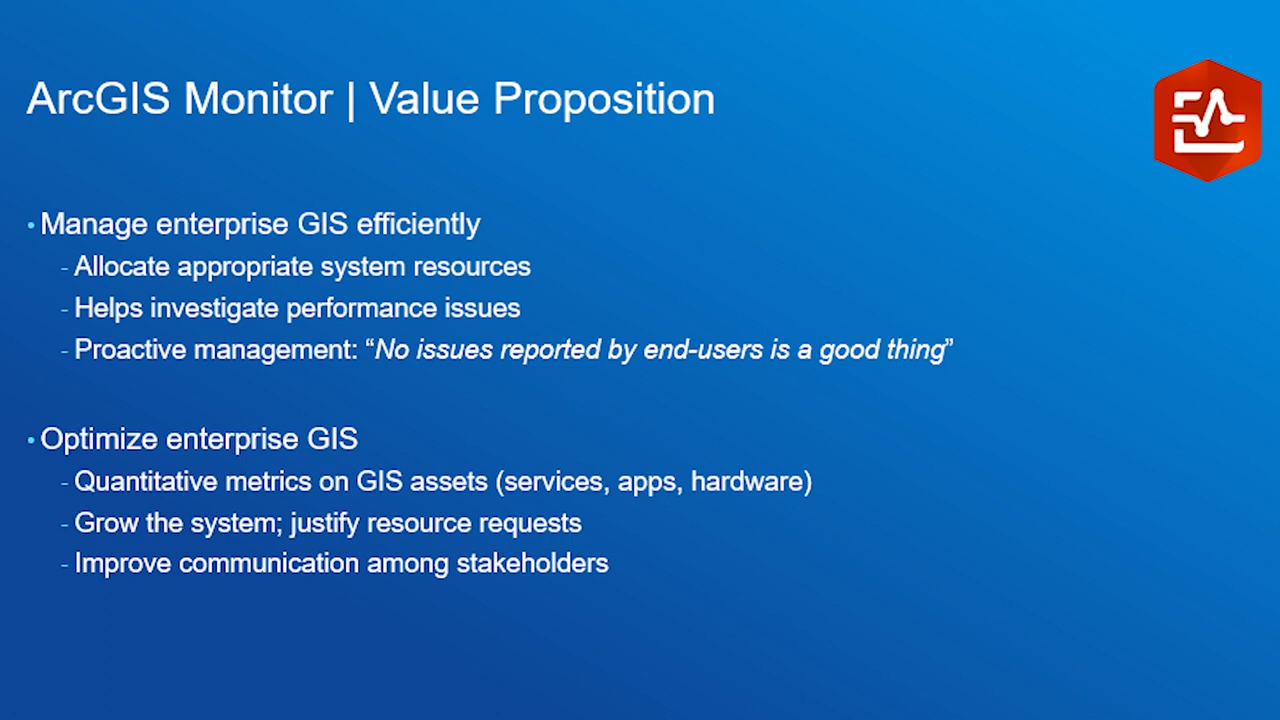 ArcGIS Monitor | Value Proposition
• Manage enterprise GIS efficiently
- Allocate appropriate system resources
- Helps investigate performance issues
- Proactive management: “No issues reported by end-users is a good thing”
• Optimize enterprise GIS
- Quantitative metrics on GIS assets (services, apps, hardware)
- Grow the system; justify resource requests
- Improve communication among stakeholders